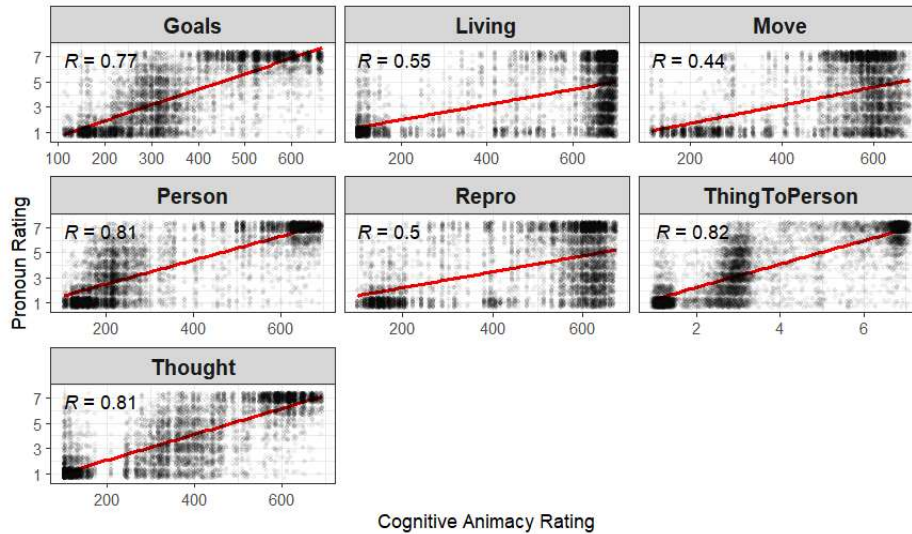 Goals
Living
Move
R = 0.77
R = 0.55
R = 0.44
7
5
3
1
100 200 300 400 500 600
200 400 600
200 300 400 500 600
Person
Repro
ThingToPerson
R = 0.81
R = 0.5
R = 0.82
7
5
3
1
200 400 600
200 400 600
2 4 6
Thought
R = 0.81
7
5
3
1
200 400 600
Pronoun Rating
Cognitive Animacy Rating